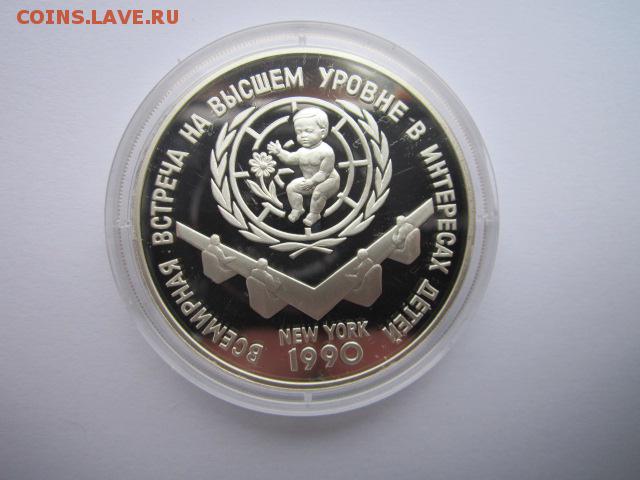 COINS.LAVE.RU
ВСЕМИРНАЯ ВСТРЕЧА НА ВЫСШЕМ УРОВНЕ В ИНТЕРЕСАХ ДЕТЕЙ
NEW YORK
1990